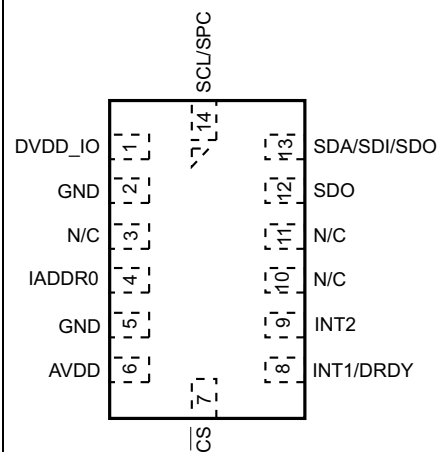 SCL/SPC
14
DVDD_IO 1 13 SDA/SDI/SDO
GND 2 12 SDO
N/C 3 11 N/C
IADDR0 4 10 N/C
GND 5 9 INT2
AVDD 6 8 INT1/DRDY
7
CS